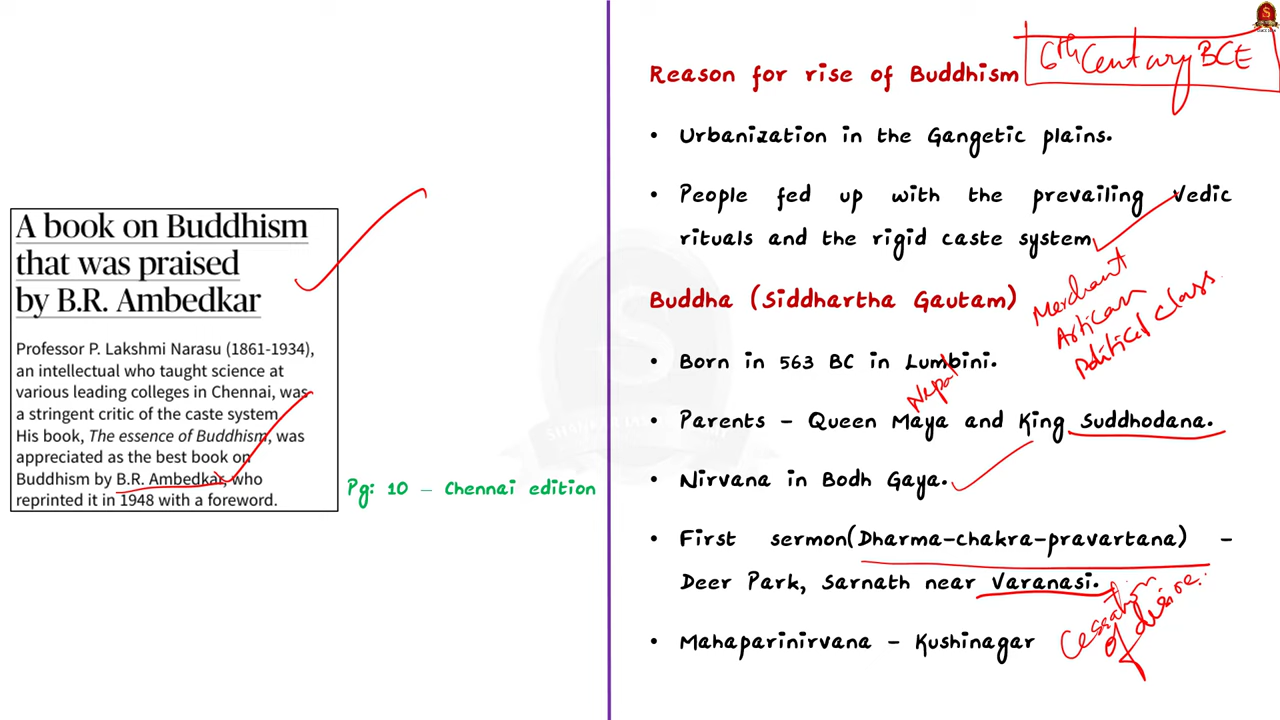 A book on Buddhism
that was praised
by B.R. Ambedkar
Professor P. Lakshmi Narasu (1861-1934),
an intellectual who taught science at
various leading colleges in Chennai, was
a stringent critic of the caste system.
His book, The essence of Buddhism, was
appreciated as the best book on
Buddhism by B.R. Ambedkar, who
reprinted it in 1948 with a foreword.
Pg: 10 – Chennai edition
6th Century BCE
Reason for rise of Buddhism
• Urbanization in the Gangetic plains.
• People fed up with the prevailing Vedic
rituals and the rigid caste system
Merchant
Artican
Political class
Buddha (Siddhartha Gautam)
• Born in 563 BC in Lumbini.
Nepal
• Parents – Queen Maya and King Suddhodana.
• Nirvana in Bodh Gaya.
• First sermon(Dharma-chakra-pravartana) –
Deer Park, Sarnath near Varanasi.
Cessation
of desire.
• Mahaparinirvana – Kushinagar